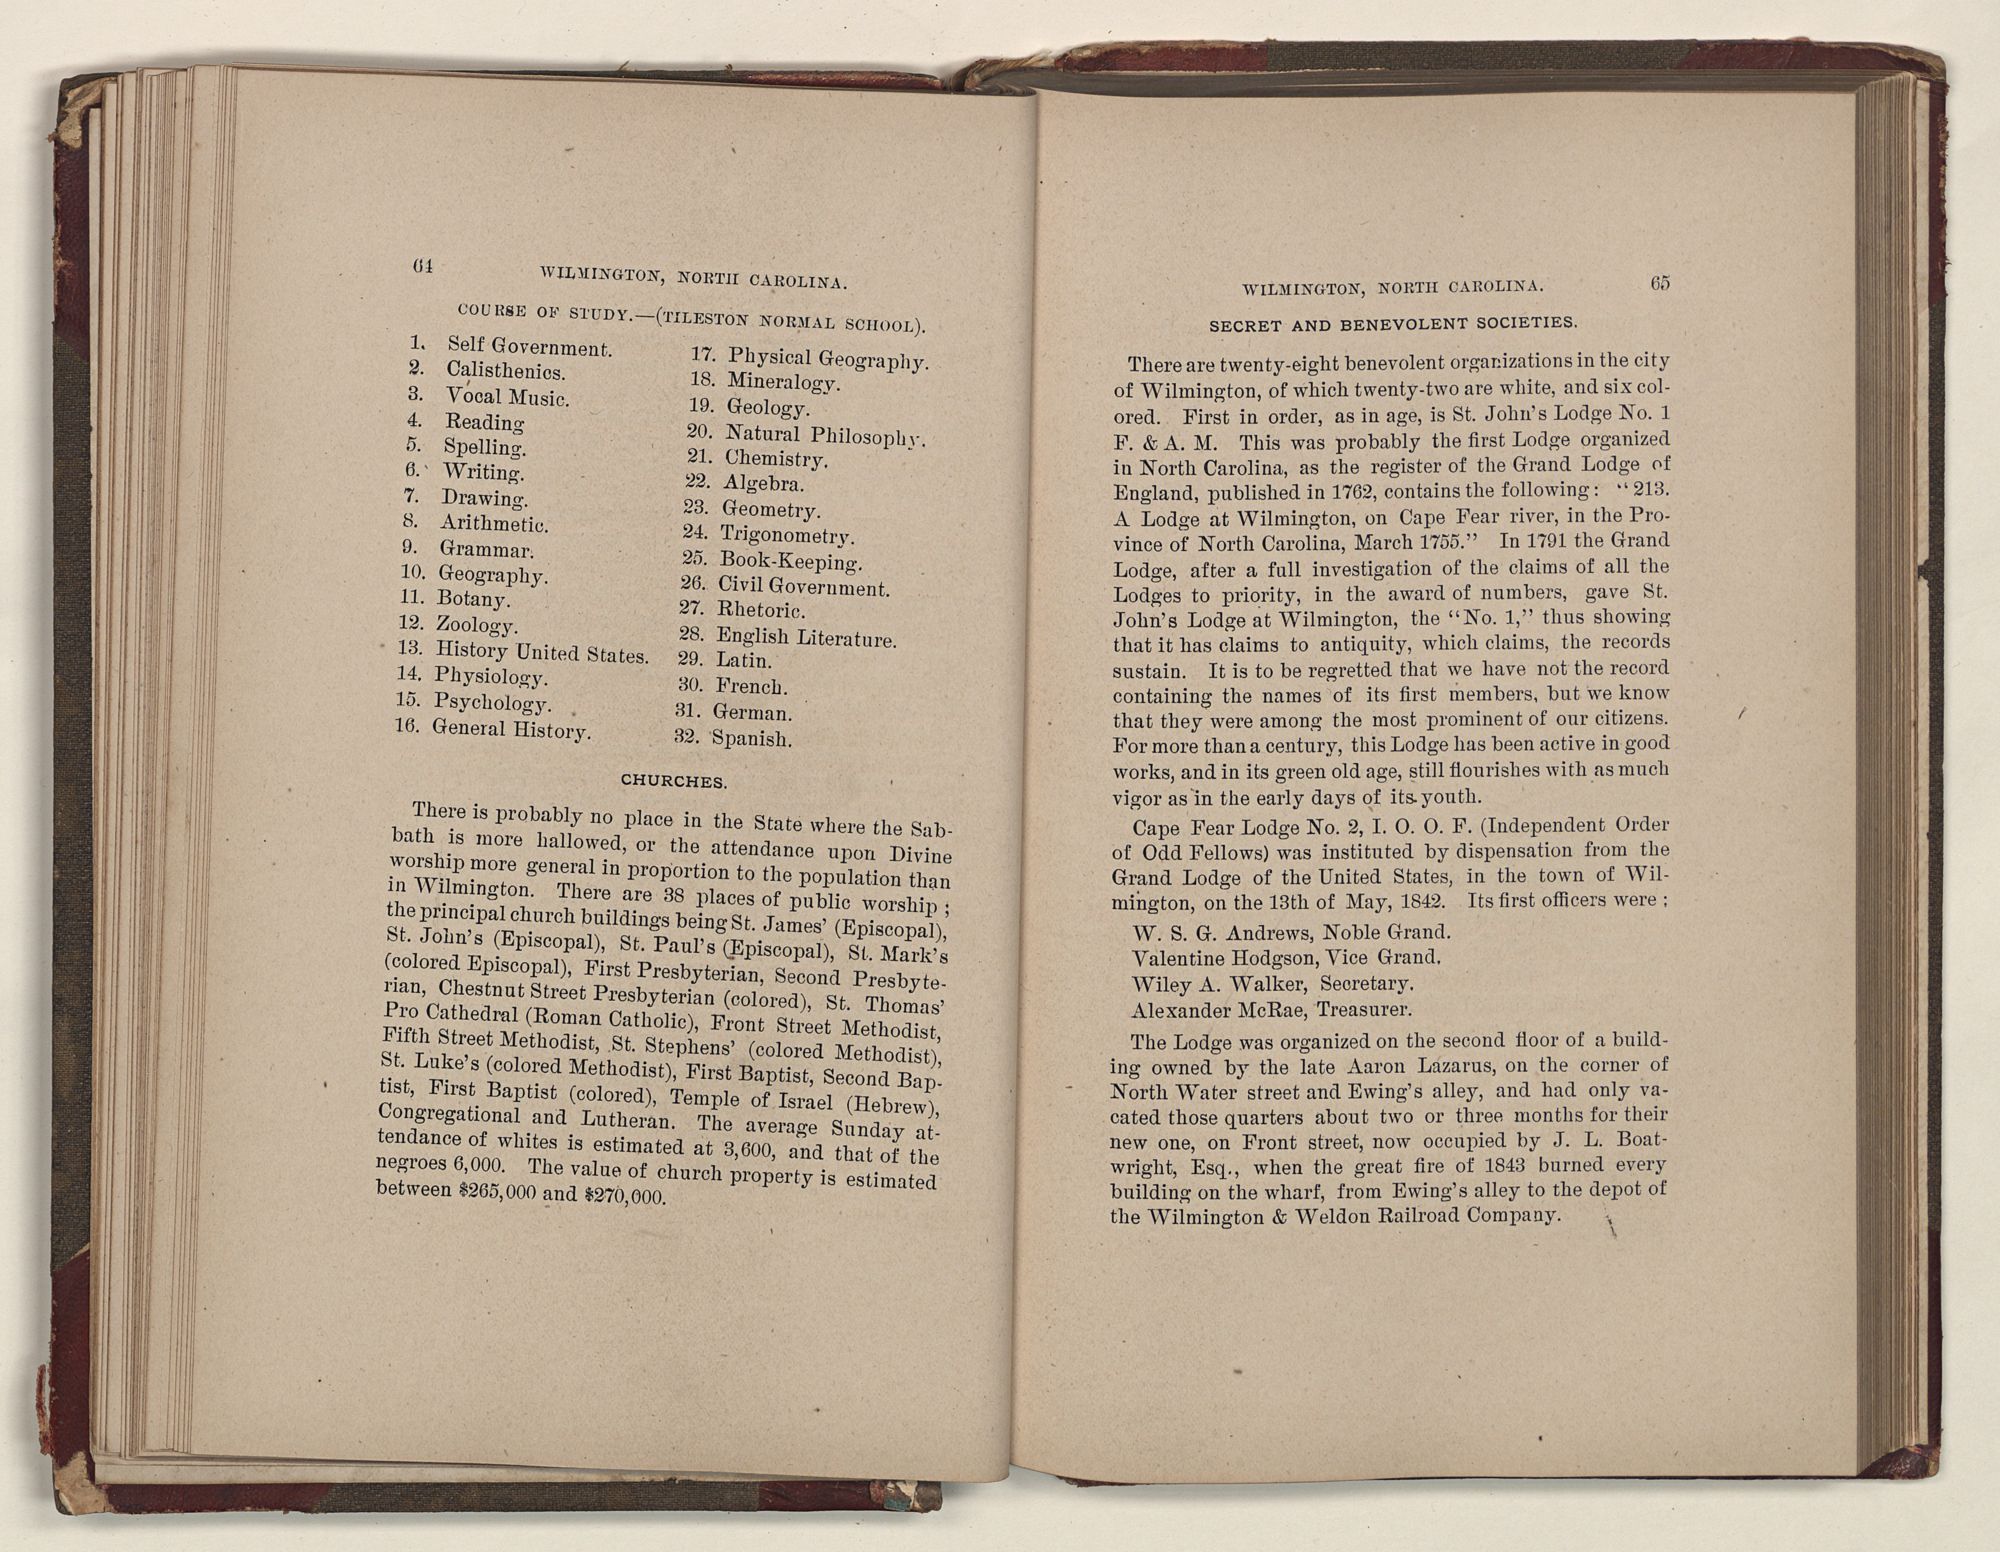 64
WILMINGTON, NORTH CAROLINA.
COURSE OF STUDY.—(TILESTON NORMAL SCHOOL).
1. Self Government.
2. Calisthenics.
3. Vocal Music.
4. Reading
5. Spelling.
6. Writing.
7. Drawing.
8. Arithmetic.
9. Grammar.
10. Geography.
11. Botany.
12. Zoology.
13. History United States.
14. Physiology.
15. Psychology.
16. General History.
17. Physical Geography.
18. Mineralogy.
19. Geology.
20. Natural Philosophy.
21. Chemistry.
22. Algebra.
23. Geometry.
24. Trigonometry.
25. Book-Keeping.
26. Civil Government.
27. Rhetoric.
28. English Literature.
29. Latin.
30. French.
31. German.
32. Spanish.
CHURCHES.
There is probably no place in the State where the Sab-
bath is more hallowed, or the attendance upon Divine
worship more general in proportion to the population than
in Wilmington. There are 38 places of public worship ;
the principal church buildings being St. James' (Episcopal),
St. John's (Episcopal), St. Paul's (Episcopal), St. Mark's
(colored Episcopal), First Presbyterian, Second Presbyte-
rian, Chestnut Street Presbyterian (colored), St. Thomas'
Pro Cathedral (Roman Catholic), Front Street Methodist,
Fifth Street Methodist, St. Stephens' (colored Methodist),
St. Luke's (colored Methodist), First Baptist, Second Bap-
tist, First Baptist (colored), Temple of Israel (Hebrew),
Congregational and Lutheran. The average Sunday at-
tendance of whites is estimated at 3,600, and that of the
negroes 6,000. The value of church property is estimated
between $265,000 and $270,000.
WILMINGTON, NORTH CAROLINA.
65
SECRET AND BENEVOLENT SOCIETIES.
There are twenty-eight benevolent organizations in the city
of Wilmington, of which twenty-two are white, and six col-
ored. First in order, as in age, is St. John's Lodge No. 1
F. & A. M. This was probably the first Lodge organized
in North Carolina, as the register of the Grand Lodge of
England, published in 1762, contains the following: "213.
A Lodge at Wilmington, on Cape Fear river, in the Pro-
vince of North Carolina, March 1755." In 1791 the Grand
Lodge, after a full investigation of the claims of all the
Lodges to priority, in the award of numbers, gave St.
John's Lodge at Wilmington, the "No. 1," thus showing
that it has claims to antiquity, which claims, the records
sustain. It is to be regretted that we have not the record
containing the names of its first members, but we know
that they were among the most prominent of our citizens.
For more than a century, this Lodge has been active in good
works, and in its green old age, still flourishes with as much
vigor as in the early days of its youth.
Cape Fear Lodge No. 2, I. O. O. F. (Independent Order
of Odd Fellows) was instituted by dispensation from the
Grand Lodge of the United States, in the town of Wil-
mington, on the 13th of May, 1842. Its first officers were :
W. S. G. Andrews, Noble Grand.
Valentine Hodgson, Vice Grand.
Wiley A. Walker, Secretary.
Alexander McRae, Treasurer.
The Lodge was organized on the second floor of a build-
ing owned by the late Aaron Lazarus, on the corner of
North Water street and Ewing's alley, and had only va-
cated those quarters about two or three months for their
new one, on Front street, now occupied by J. L. Boat-
wright, Esq., when the great fire of 1843 burned every
building on the wharf, from Ewing's alley to the depot of
the Wilmington & Weldon Railroad Company.